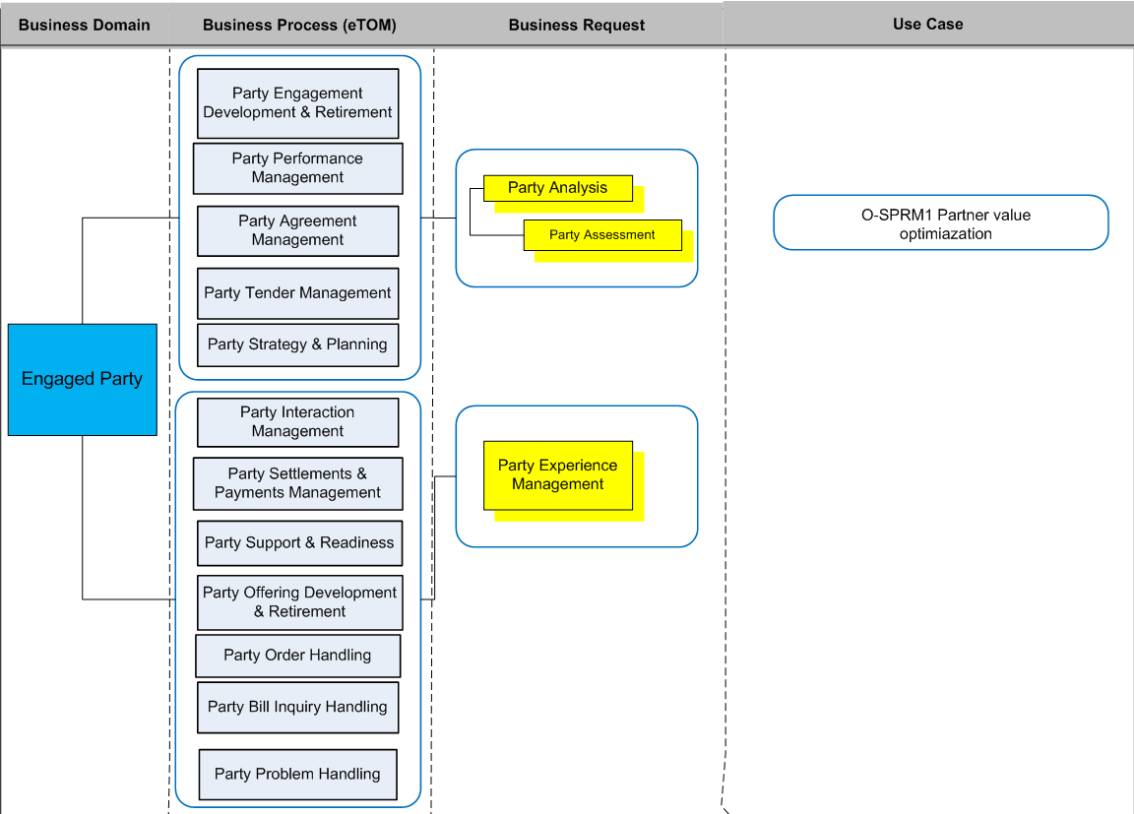 Business Domain
Business Process (eTOM)
Business Request
Use Case
Engaged Party
Party Engagement
Development & Retirement
Party Performance
Management
Party Agreement
Management
Party Tender Management
Party Strategy & Planning
Party Interaction
Management
Party Settlements &
Payments Management
Party Support & Readiness
Party Offering Development
& Retirement
Party Order Handling
Party Bill Inquiry Handling
Party Problem Handling
Party Analysis
Party Assessment
Party Experience
Management
O-SPRM1 Partner value
optimiazation